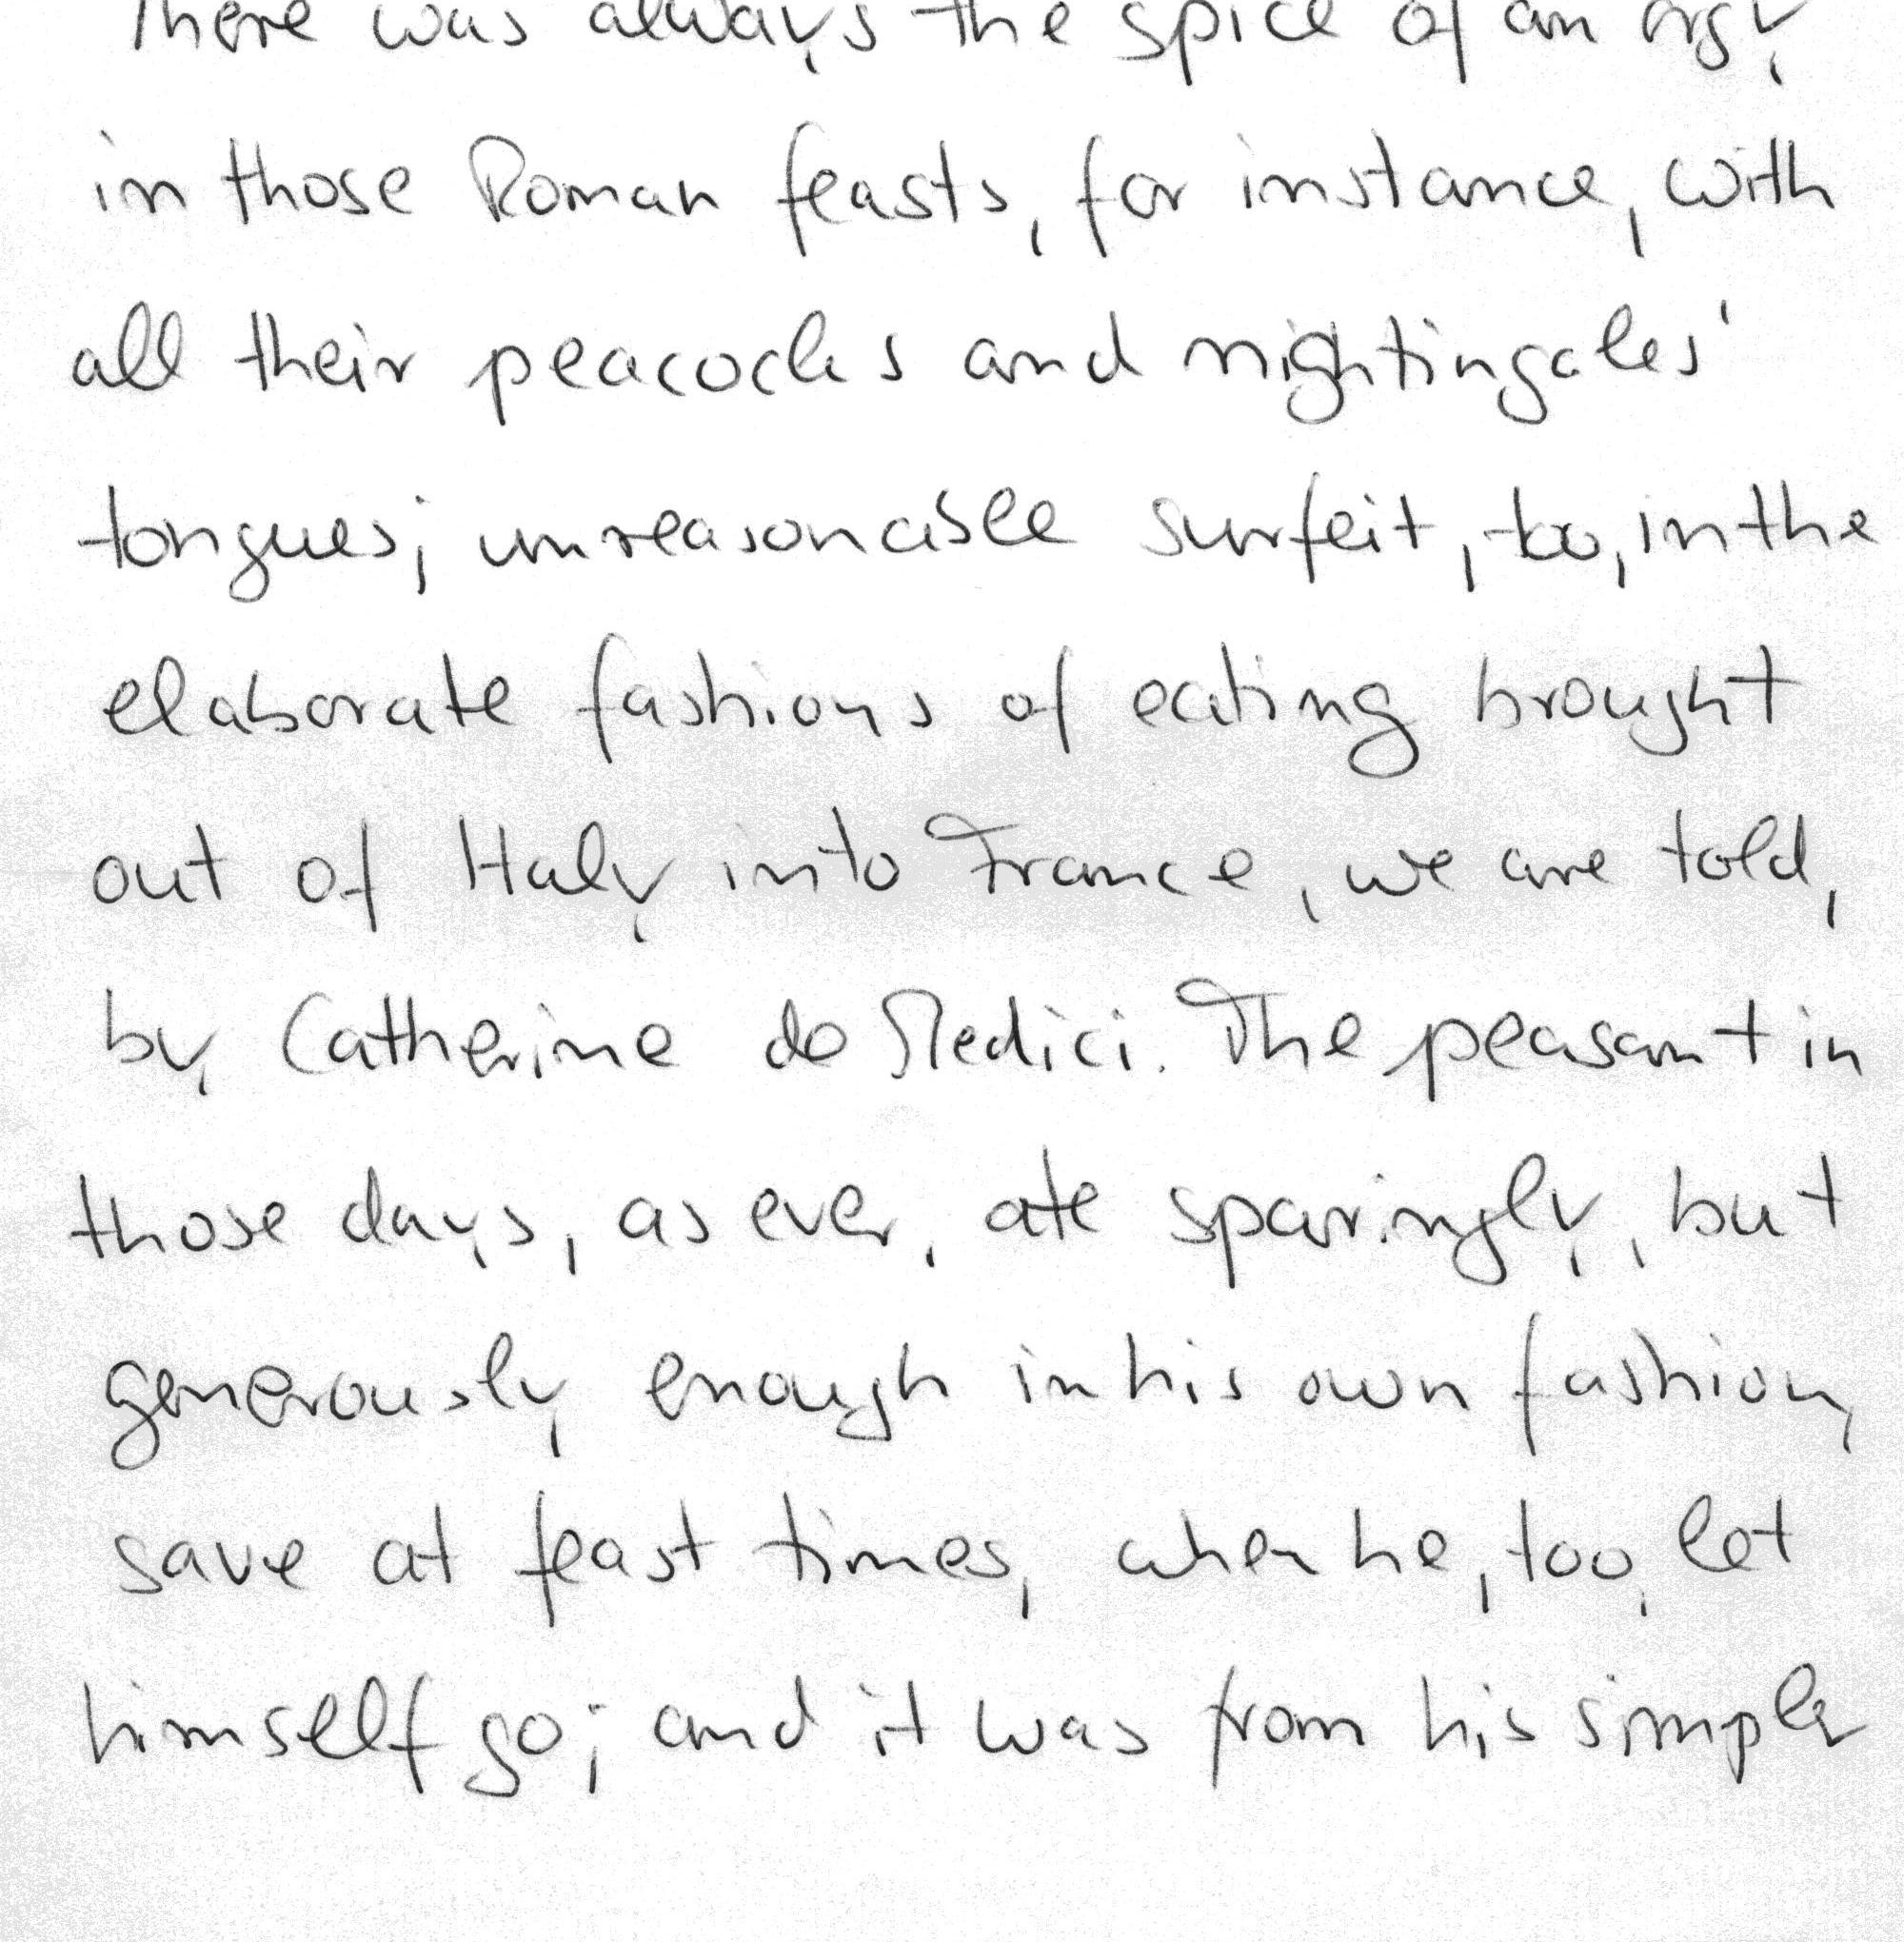 There was always the spice of an orgy
in those Roman feasts, for instance, with
all their peacocks and nightingales'
tongues; unreasonable surfeit, too, in the
elaborate fashions of eating brought
out of Italy into France, we are told,
by Catherine de Medici. The peasant in
those days, as ever, ate sparingly, but
generously enough in his own fashion,
save at feast times, when he, too, let
himself go; and it was from his simple